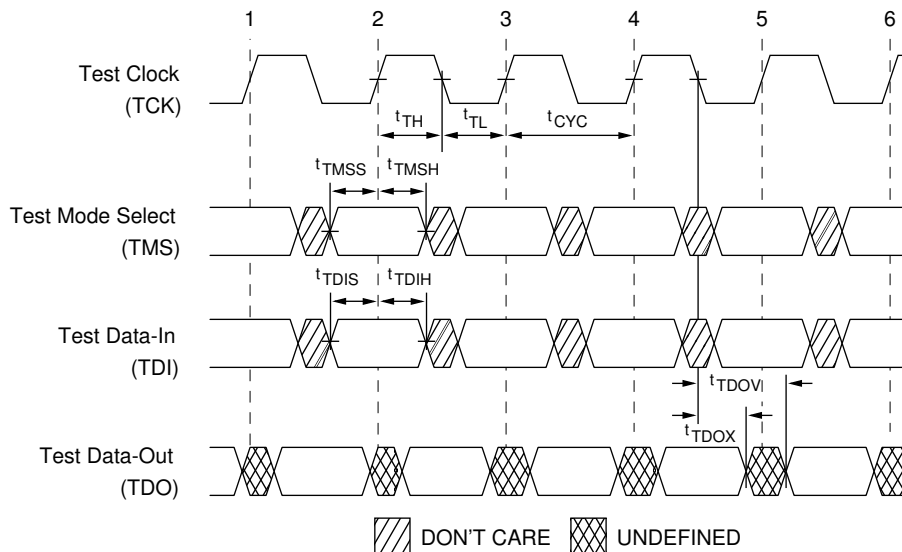 1 2 3 4 5 6
Test Clock
(TCK)
tTH tTL tCYC
tTMSS tTMSH
Test Mode Select
(TMS)
tTDIS tTDIH
Test Data-In
(TDI)
tTDOV
tTDOX
Test Data-Out
(TDO)
DON'T CARE UNDEFINED